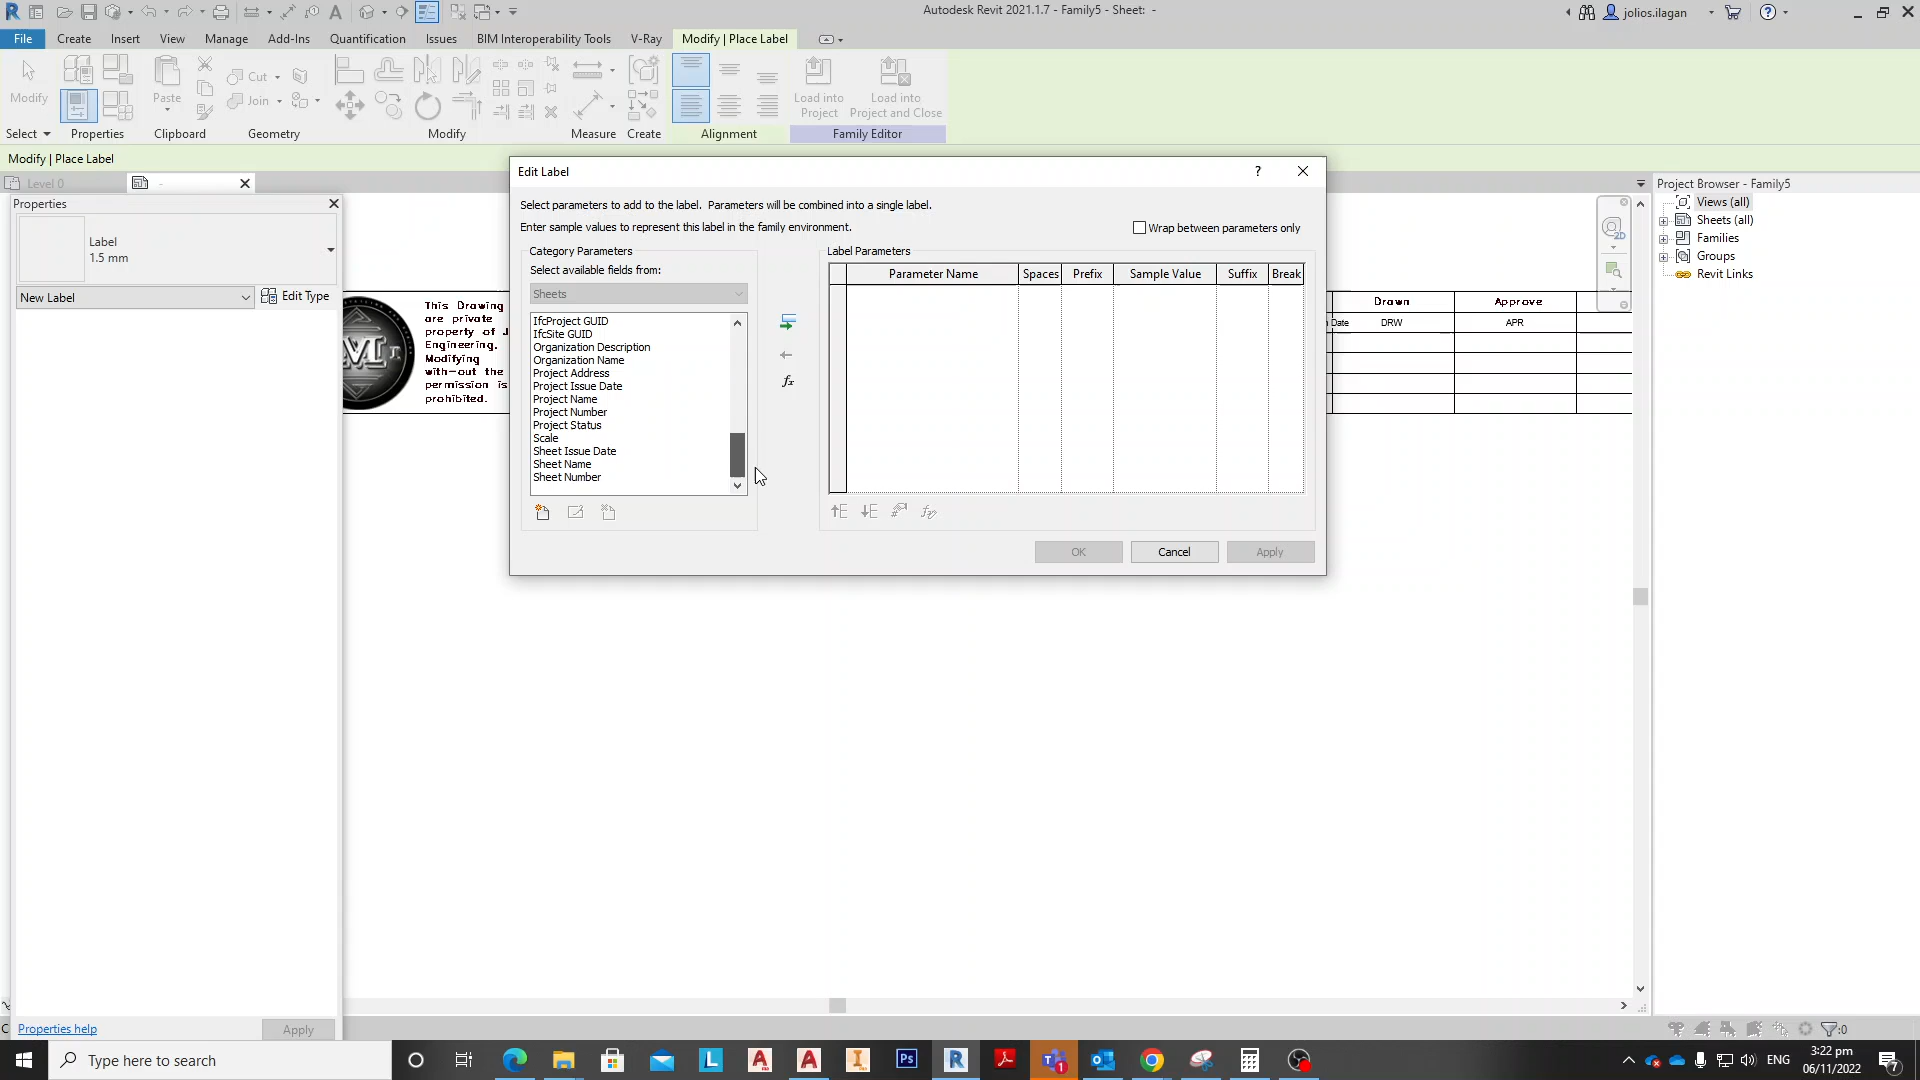 Autodesk Revit 2021.1.7 - Family5 - Sheet: -
jolios.ilagan
File
Create
Insert
View
Manage
Add-Ins
Quantification
Issues
BIM Interoperability Tools
V-Ray
Modify | Place Label
Modify
Paste
Cut
Join
Load into Project
Load into Project and Close
Select
Properties
Clipboard
Geometry
Modify
Measure
Create
Alignment
Family Editor
Modify | Place Label
Level 0
-
Properties
Label
1.5 mm
New Label
Edit Type
This Drawing
are private
property of J
Engineering.
Modifying
with-out the
permission is
prohibited.
Edit Label
Select parameters to add to the label. Parameters will be combined into a single label.
Enter sample values to represent this label in the family environment.
Wrap between parameters only
Category Parameters
Select available fields from:
Sheets
IfcProject GUID
IfcSite GUID
Organization Description
Organization Name
Project Address
Project Issue Date
Project Name
Project Number
Project Status
Scale
Sheet Issue Date
Sheet Name
Sheet Number
fx
Label Parameters
Parameter Name
Spaces
Prefix
Sample Value
Suffix
Break
OK
Cancel
Apply
Drawn
Approve
Date
DRW
APR
2D
Project Browser - Family5
Views (all)
Sheets (all)
Families
Groups
Revit Links
Properties help
Apply
:0
Type here to search
Ps
ENG
3:22 pm
06/11/2022